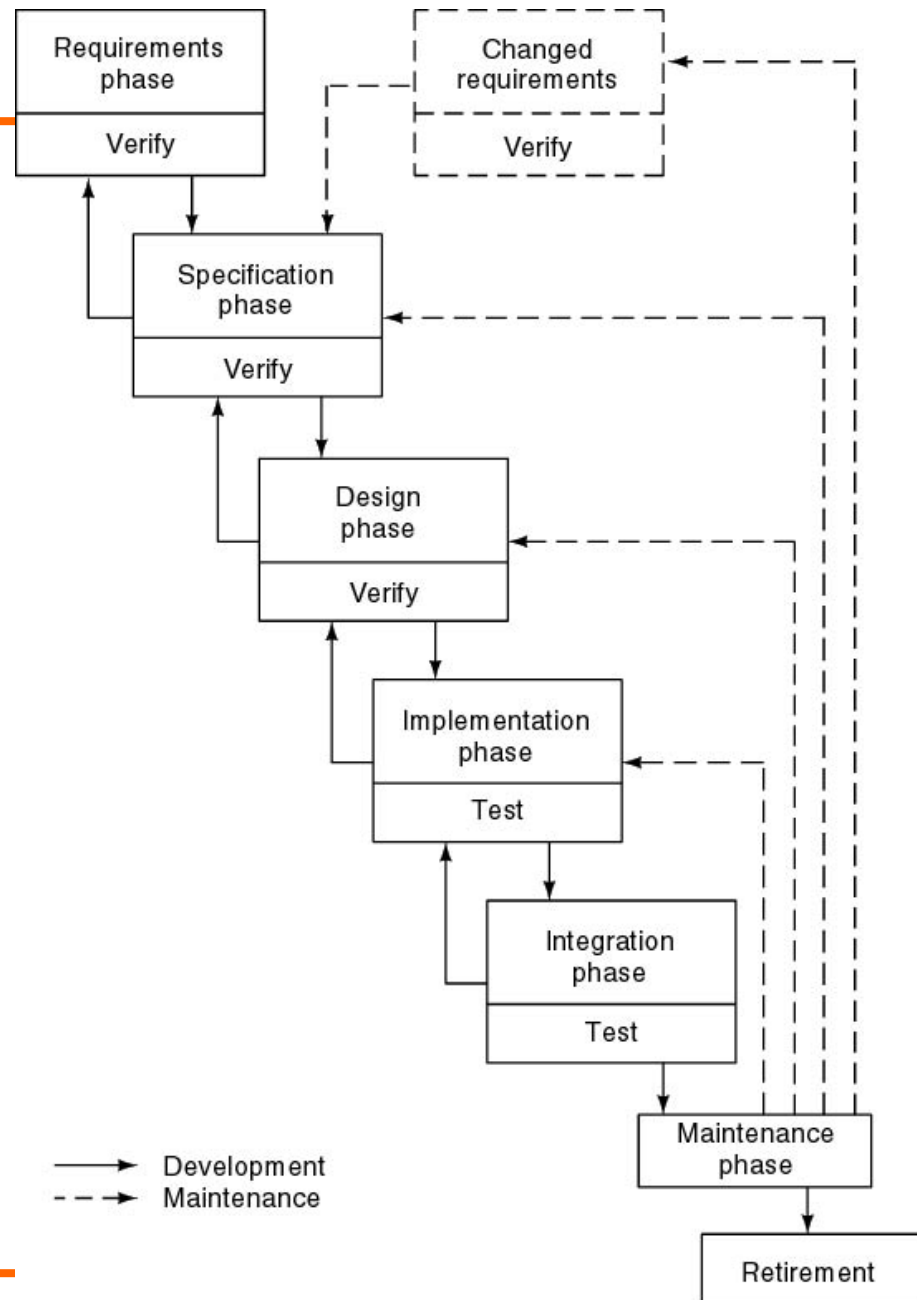 Requirements
phase
Verify
Changed
requirements
Verify
Specification
phase
Verify
Design
phase
Verify
Implementation
phase
Test
Integration
phase
Test
Maintenance
phase
Development
Maintenance
Retirement